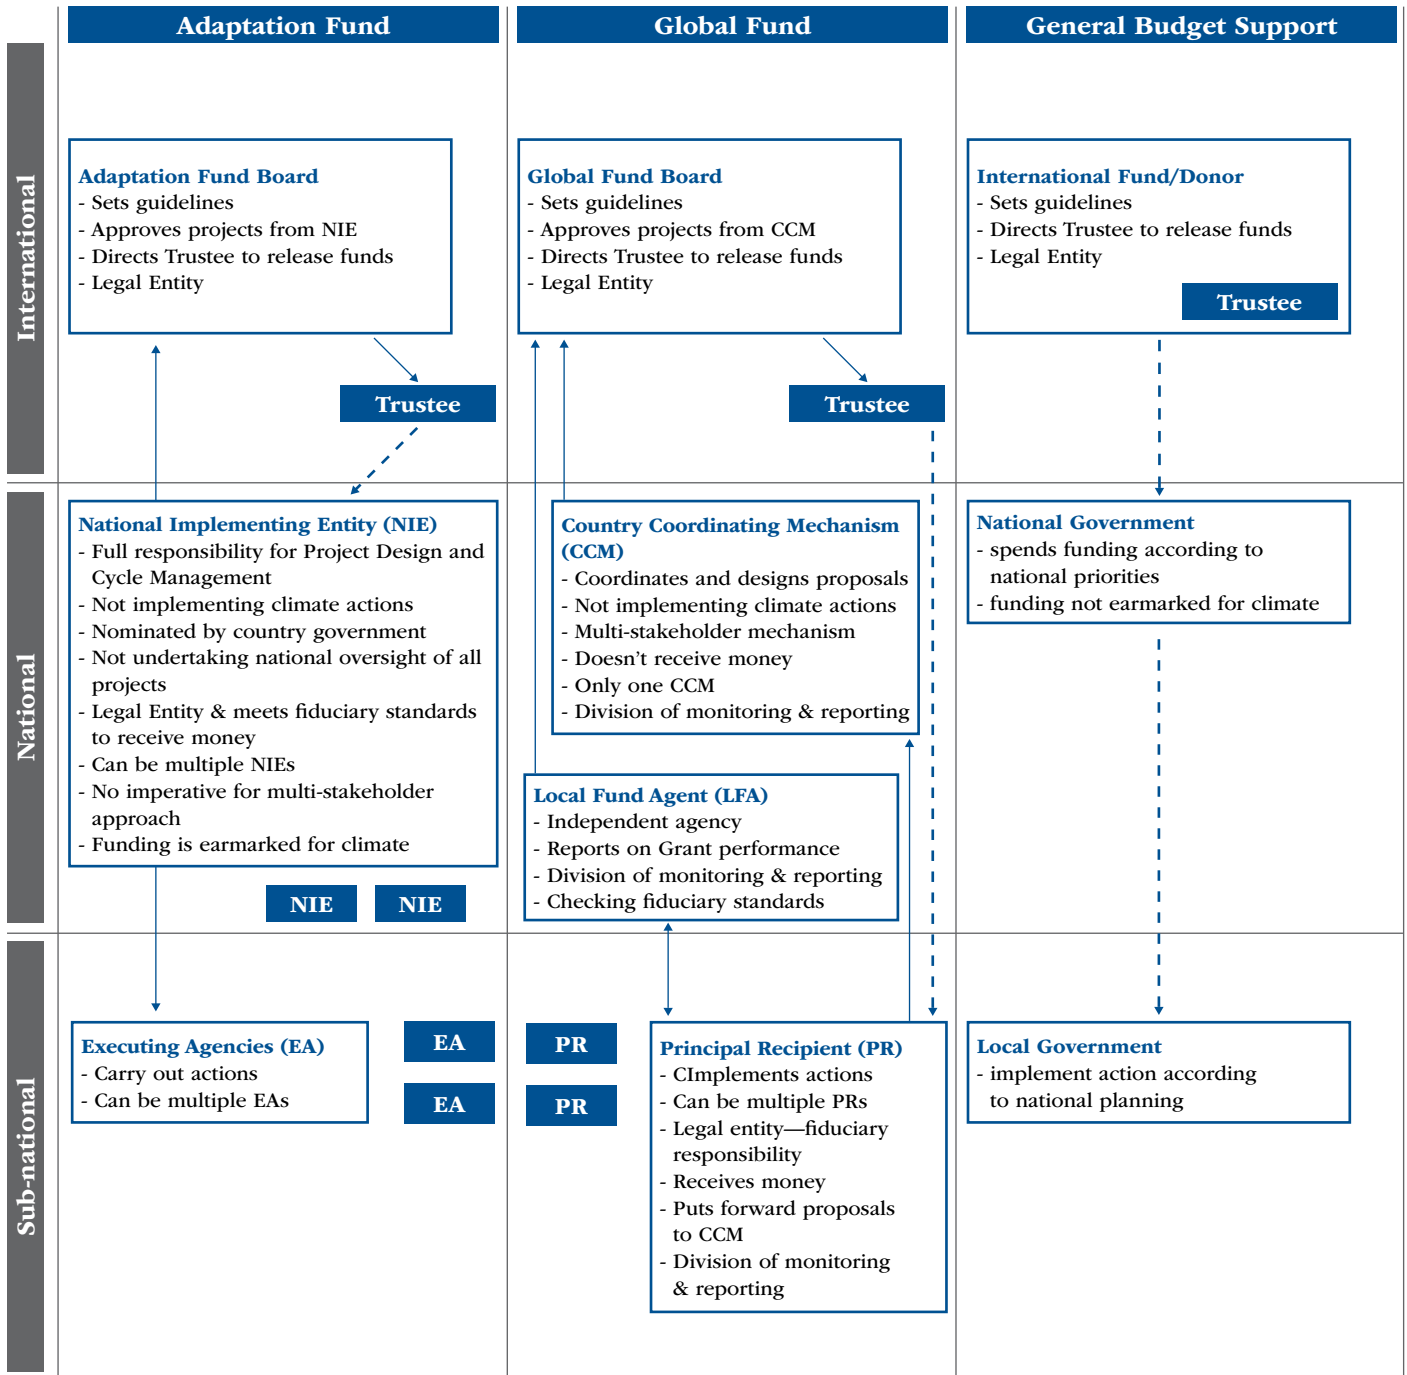 Adaptation Fund
Global Fund
General Budget Support
International
Adaptation Fund Board
- Sets guidelines
- Approves projects from NIE
- Directs Trustee to release funds
- Legal Entity
Trustee
Global Fund Board
- Sets guidelines
- Approves projects from CCM
- Directs Trustee to release funds
- Legal Entity
Trustee
International Fund/Donor
- Sets guidelines
- Directs Trustee to release funds
- Legal Entity
Trustee
National
National Implementing Entity (NIE)
- Full responsibility for Project Design and
Cycle Management
- Not implementing climate actions
- Nominated by country government
- Not undertaking national oversight of all
projects
- Legal Entity & meets fiduciary standards
to receive money
- Can be multiple NIEs
- No imperative for multi-stakeholder
approach
- Funding is earmarked for climate
NIE
NIE
Country Coordinating Mechanism
(CCM)
- Coordinates and designs proposals
- Not implementing climate actions
- Multi-stakeholder mechanism
- Doesn't receive money
- Only one CCM
- Division of monitoring & reporting
Local Fund Agent (LFA)
- Independent agency
- Reports on Grant performance
- Division of monitoring & reporting
- Checking fiduciary standards
National Government
- spends funding according to
national priorities
- funding not earmarked for climate
Sub-national
Executing Agencies (EA)
- Carry out actions
- Can be multiple EAs
EA
EA
PR
PR
Principal Recipient (PR)
- CImplements actions
- Can be multiple PRs
- Legal entity—fiduciary
responsibility
- Receives money
- Puts forward proposals
to CCM
- Division of monitoring
& reporting
Local Government
- implement action according
to national planning